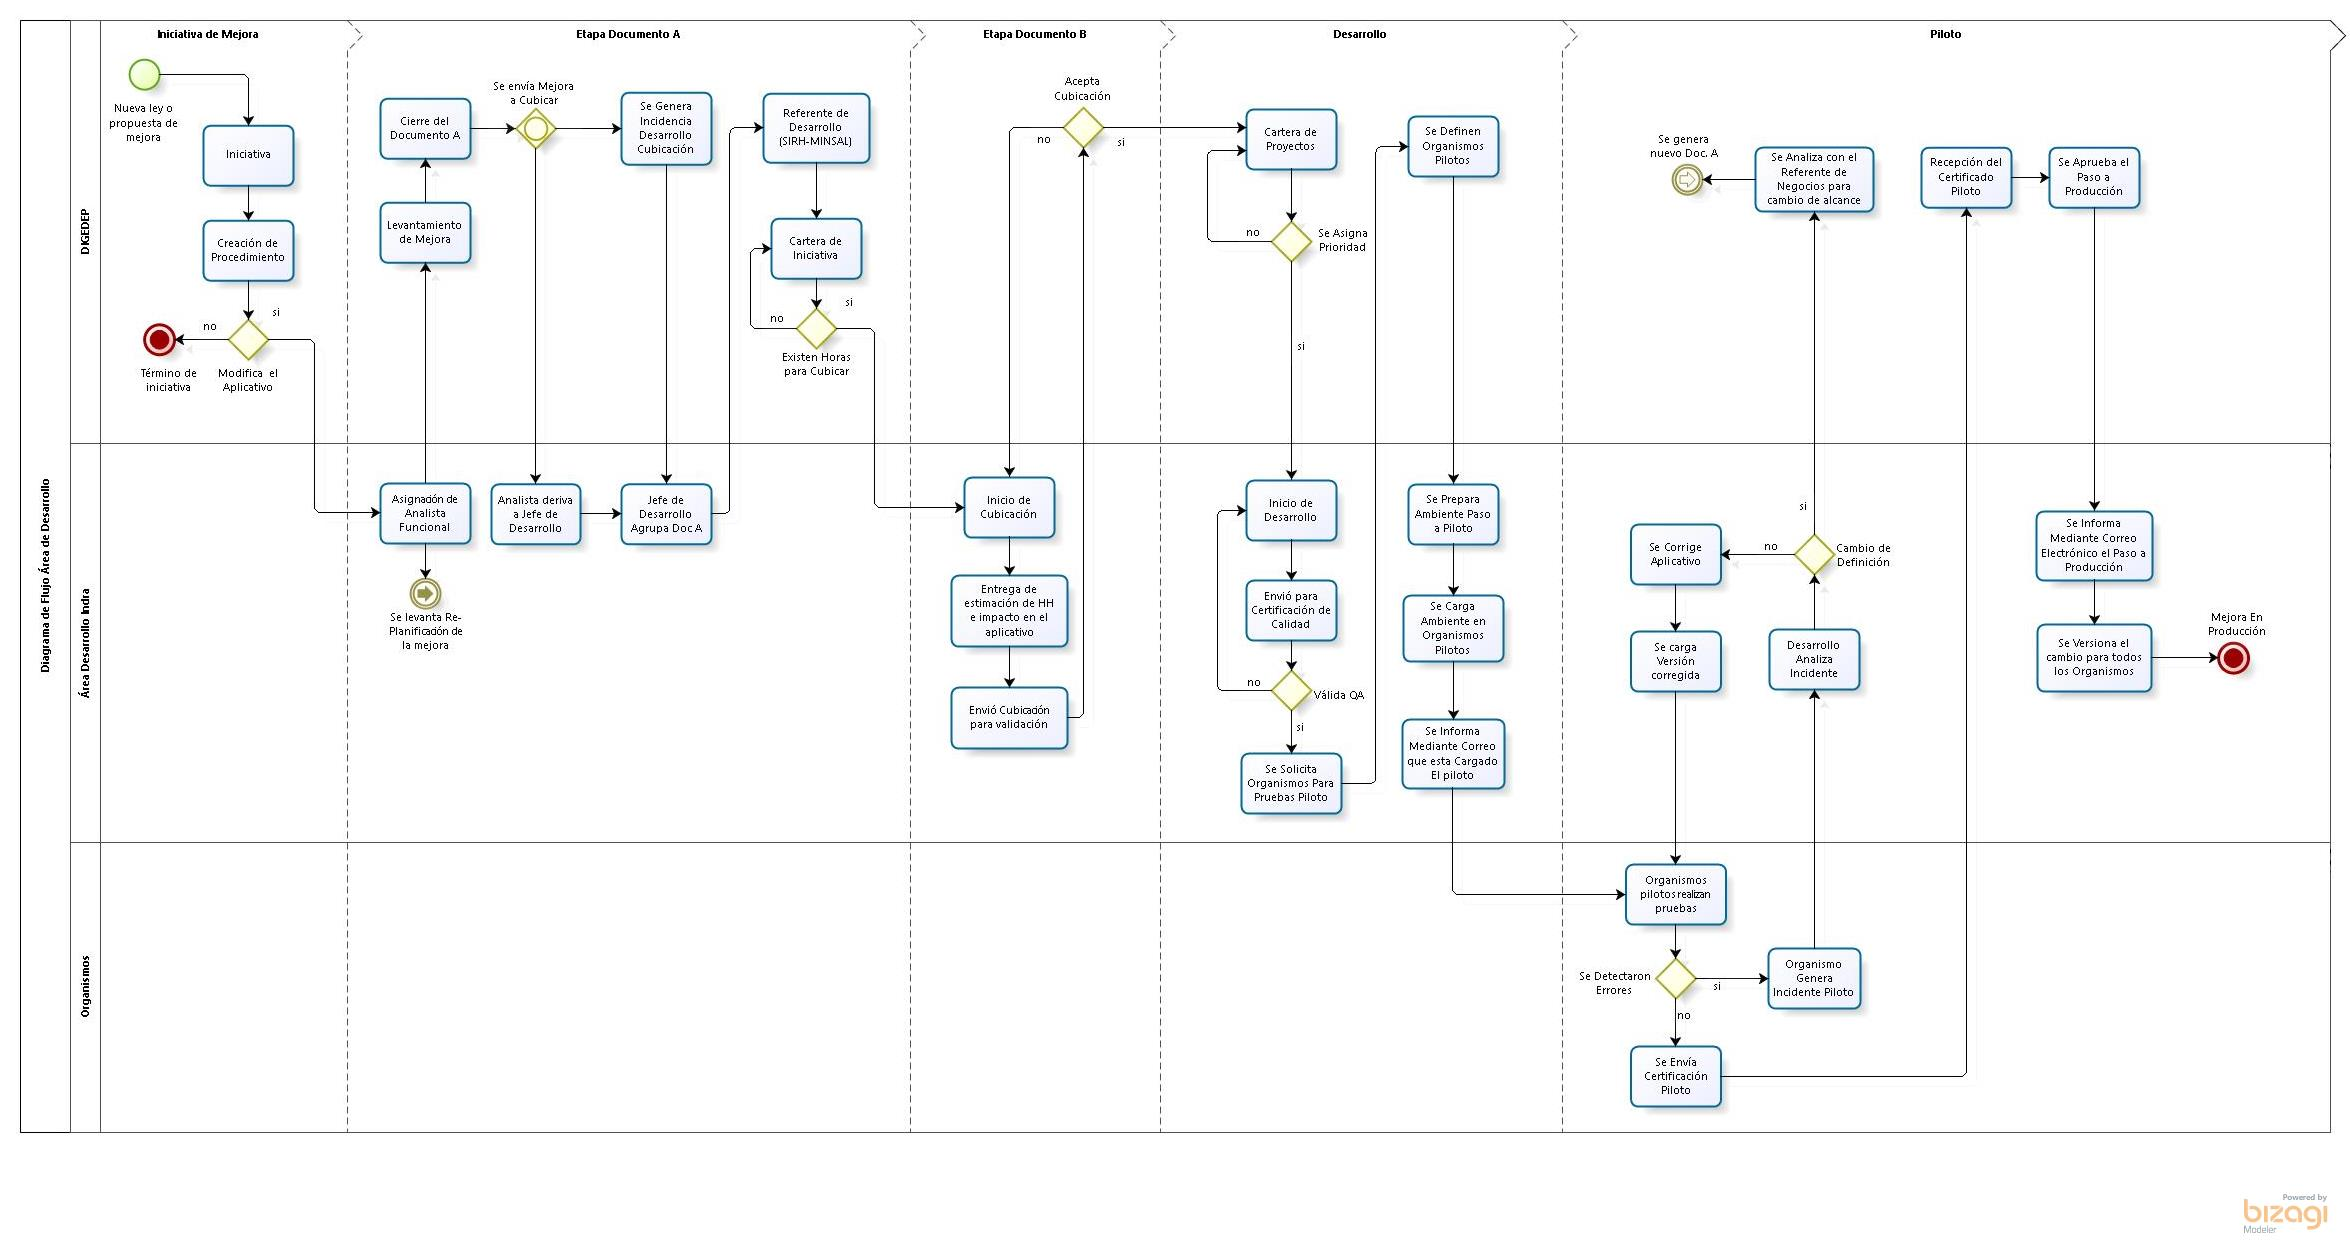 Diagrama de Flujo Área de Desarrollo
DIGEDEP
Área Desarrollo Indra
Organismos
Iniciativa de Mejora
Etapa Documento A
Etapa Documento B
Desarrollo
Piloto
Nueva ley o
propuesta de
mejora
Iniciativa
Creación de
Procedimiento
si
no
Término de
iniciativa
Modifica el
Aplicativo
Cierre del
Documento A
Levantamiento
de Mejora
Se envía Mejora
a Cubicar
Se Genera
Incidencia
Desarrollo
Cubicación
Referente de
Desarrollo
(SIRH-MINSAL)
Cartera de
Iniciativa
si
no
Existen Horas
para Cubicar
Asignación de
Analista
Funcional
Se levanta Re-
Planificación de
la mejora
Analista deriva
a Jefe de
Desarrollo
Jefe de
Desarrollo
Agrupa Doc A
Acepta
Cubicación
no
si
Inicio de
Cubicación
Entrega de
estimación de HH
e impacto en el
aplicativo
Envió Cubicación
para validación
Cartera de
Proyectos
no
Se Asigna
Prioridad
si
Se Definen
Organismos
Pilotos
Inicio de
Desarrollo
Envió para
Certificación de
Calidad
no
Válida QA
si
Se Solicita
Organismos Para
Pruebas Piloto
Se Prepara
Ambiente Paso
a Piloto
Se Carga
Ambiente en
Organismos
Pilotos
Se Informa
Mediante Correo
que esta Cargado
El piloto
Se genera
nuevo Doc. A
Se Analiza con el
Referente de
Negocios para
cambio de alcance
Recepción del
Certificado
Piloto
Se Aprueba el
Paso a
Producción
si
Se Corrige
Aplicativo
no
Cambio de
Definición
Se carga
Versión
corregida
Desarrollo
Analiza
Incidente
Se Informa
Mediante Correo
Electrónico el Paso a
Producción
Se Versiona el
cambio para todos
los Organismos
Mejora En
Producción
Organismos
pilotos realizan
pruebas
Se Detectaron
Errores
si
no
Organismo
Genera
Incidente Piloto
Se Envía
Certificación
Piloto
Powered by
bizagi
Modeler